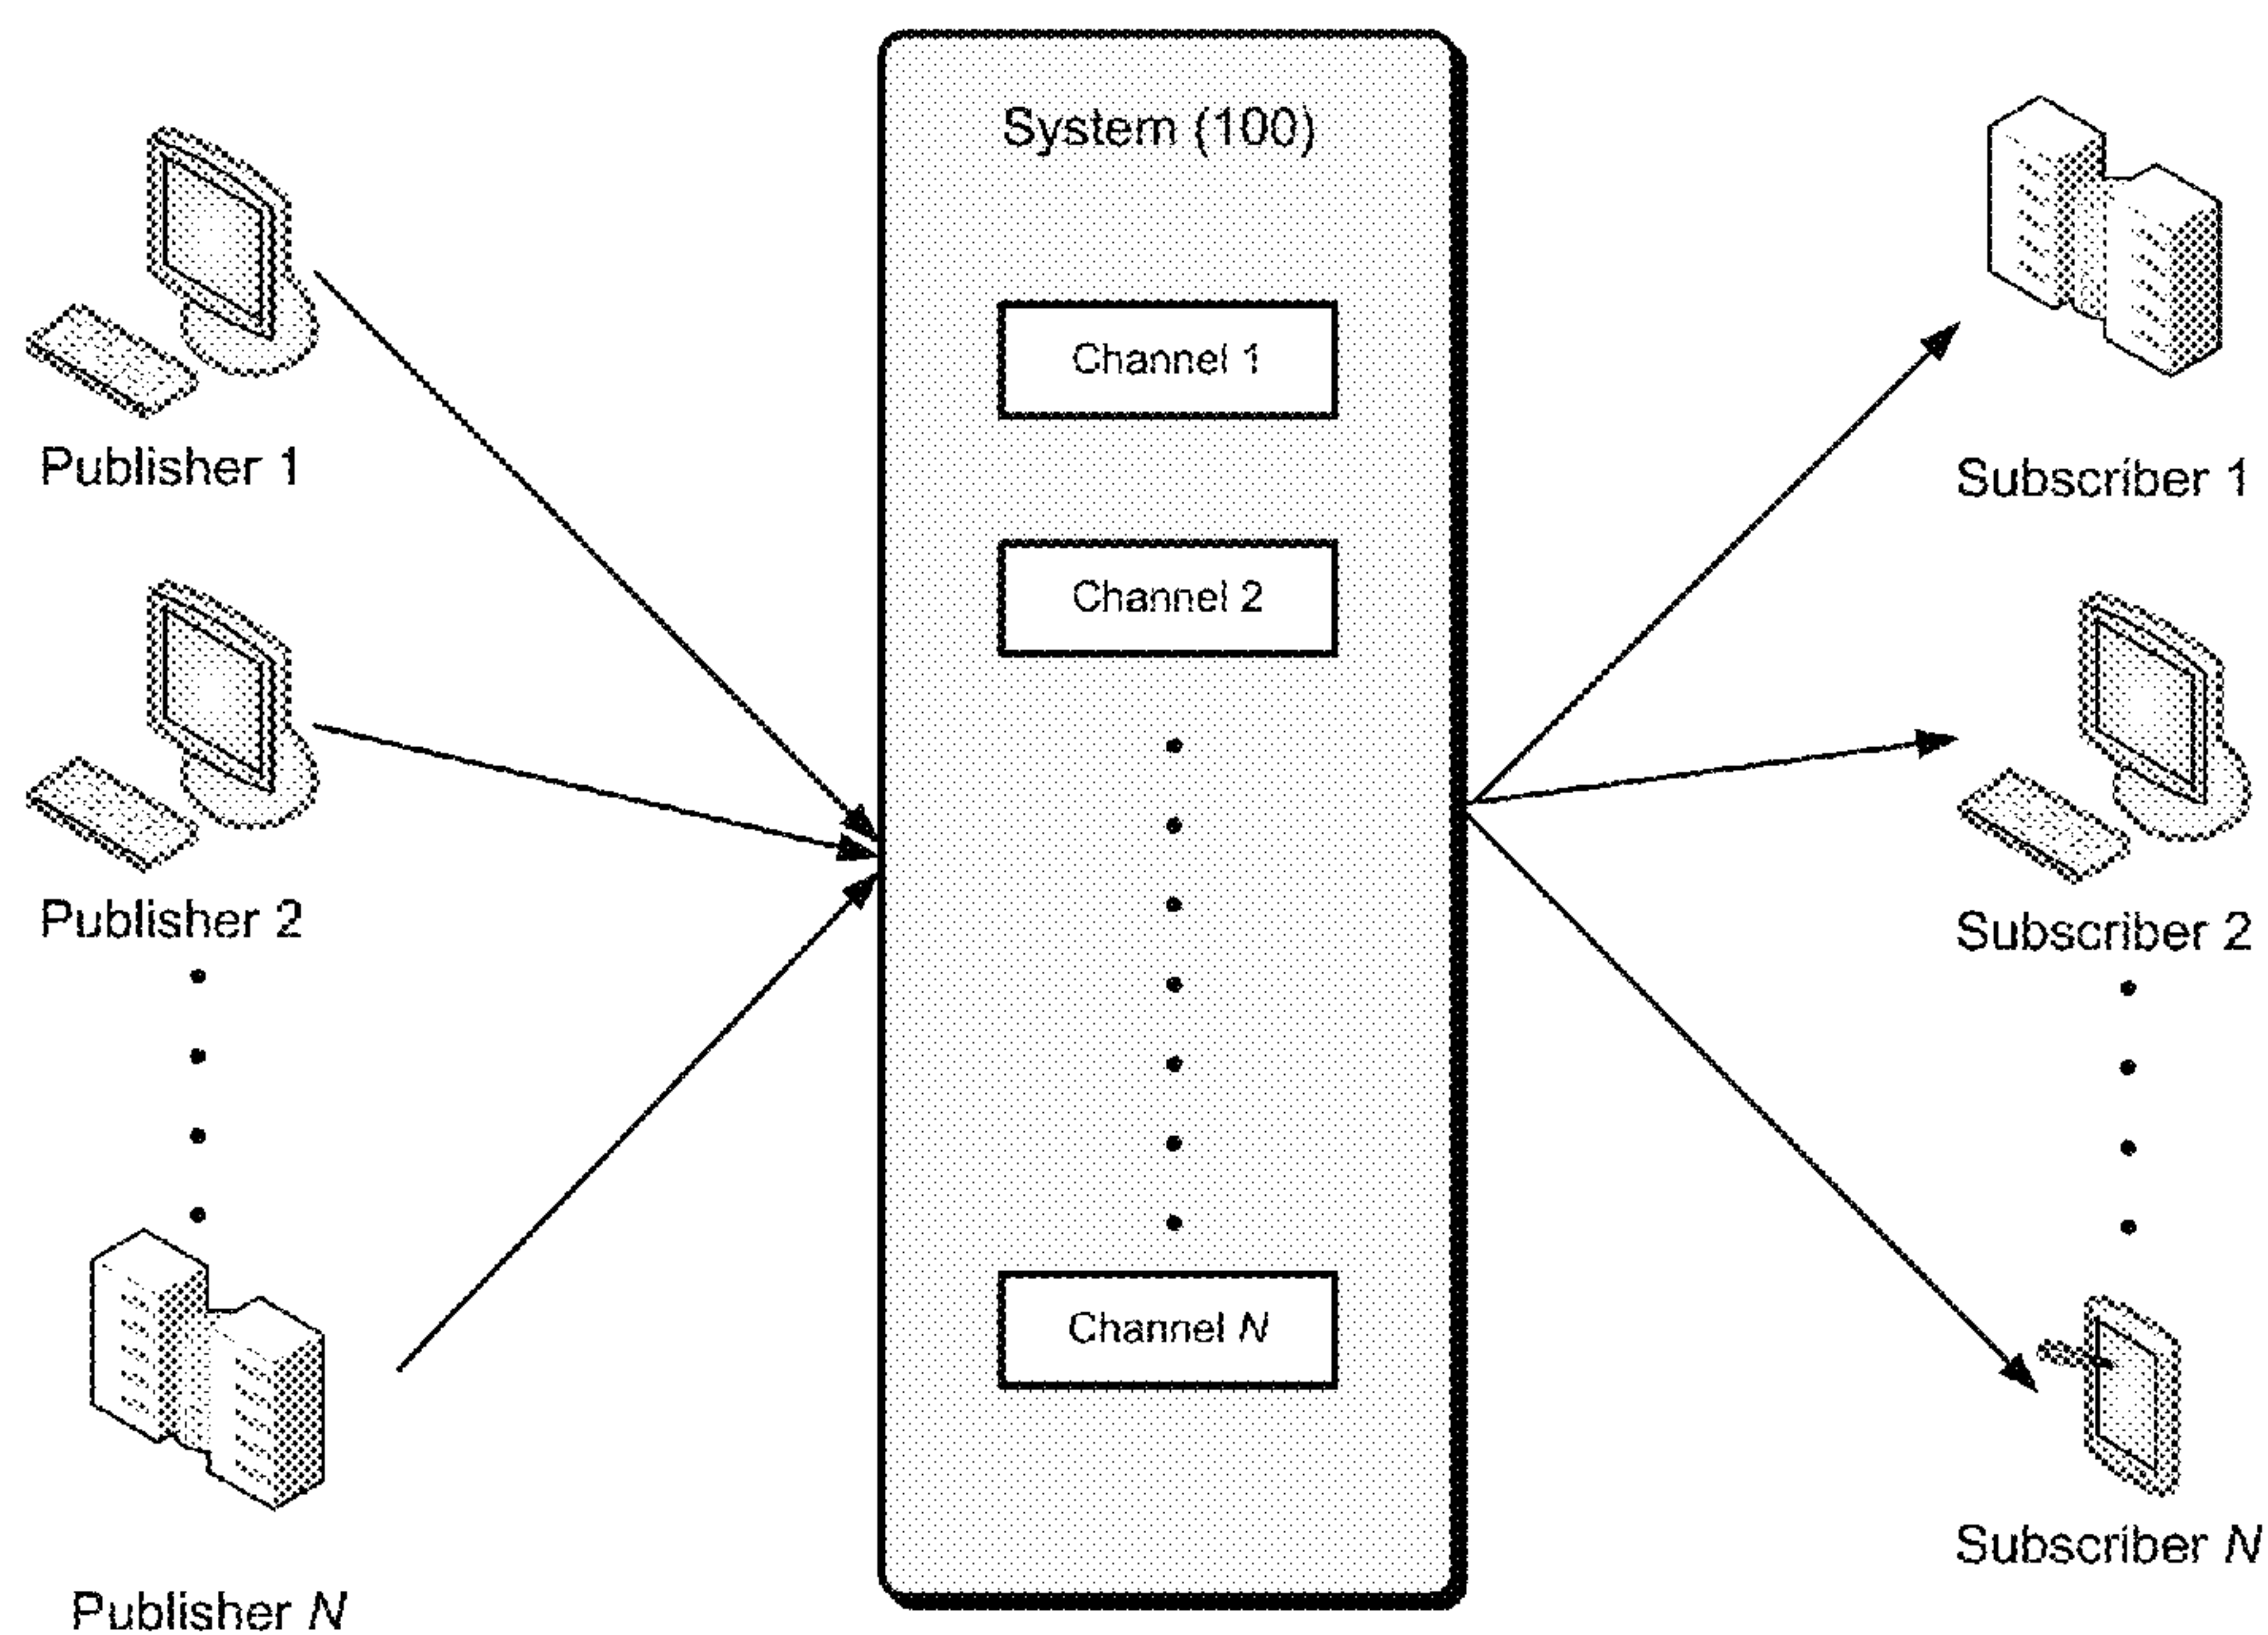 System (100)
Channel 1
Channel 2
Channel N
Publisher 1
Publisher 2
Publisher N
Subscriber 1
Subscriber 2
Subscriber N